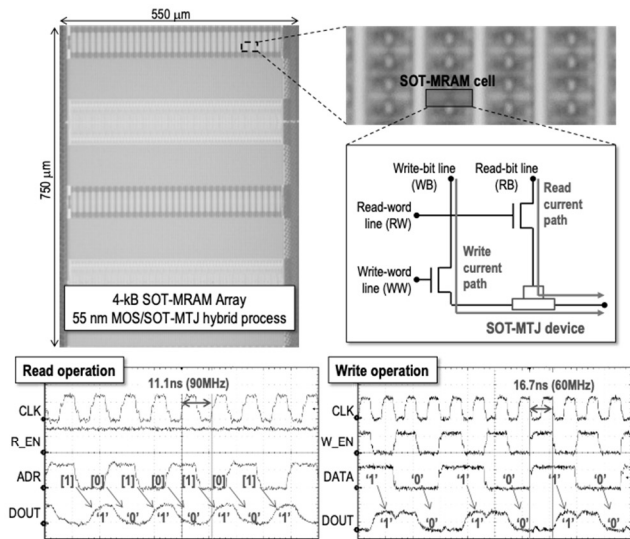 550 μm
750 μm
SOT-MRAM cell
4-kB SOT-MRAM Array
55 nm MOS/SOT-MTJ hybrid process
Write-bit line
(WB)
Read-bit line
(RB)
Read-word
line (RW)
Read
current
path
Write
current
path
Write-word
line (WW)
SOT-MTJ device
Read operation
11.1ns (90MHz)
CLK
R_EN
ADR
[1] [0] [1] [0] [1] [0] [1]
DOUT
'1' '0' '1' '0' '1' '0' '1'
Write operation
16.7ns (60MHz)
CLK
W_EN
DATA
'1' '0' '1' '0' '1' '0'
DOUT
'1' '0' '1' '0' '1' '0'